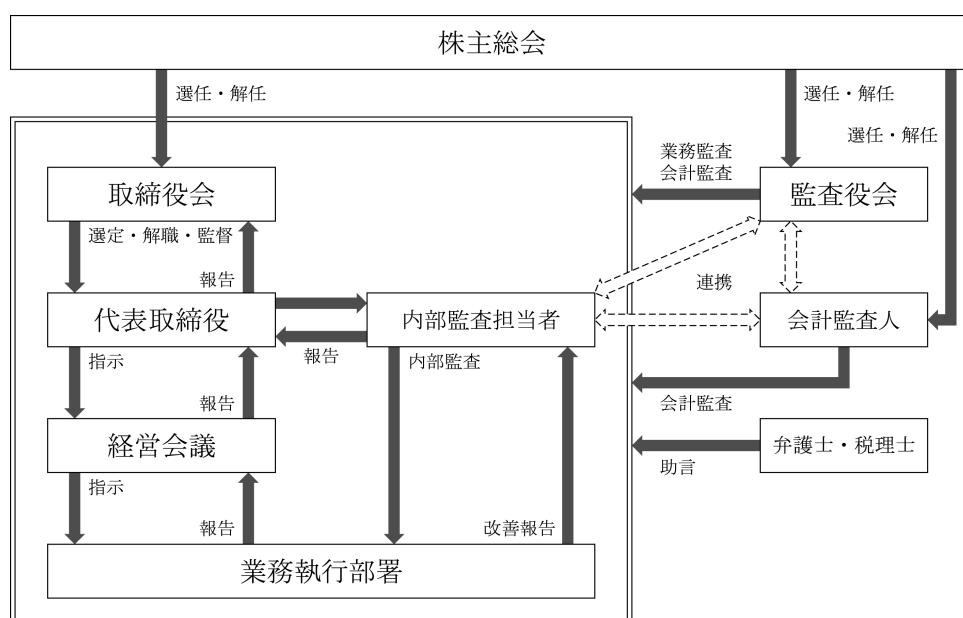 株主総会
選任・解任
選任・解任
選任・解任
業務監査
会計監査
取締役会
監査役会
選定・解職・監督
報告
連携
代表取締役
内部監査担当者
会計監査人
指示
報告
内部監査
報告
会計監査
経営会議
弁護士・税理士
助言
指示
報告
改善報告
業務執行部署